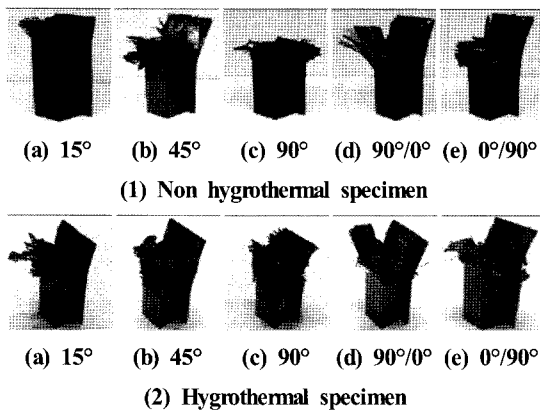 (a) 15° (b) 45° (c) 90° (d) 90°/0° (e) 0°/90°
(1) Non hygrothermal specimen
(a) 15° (b) 45° (c) 90° (d) 90°/0° (e) 0°/90°
(2) Hygrothermal specimen